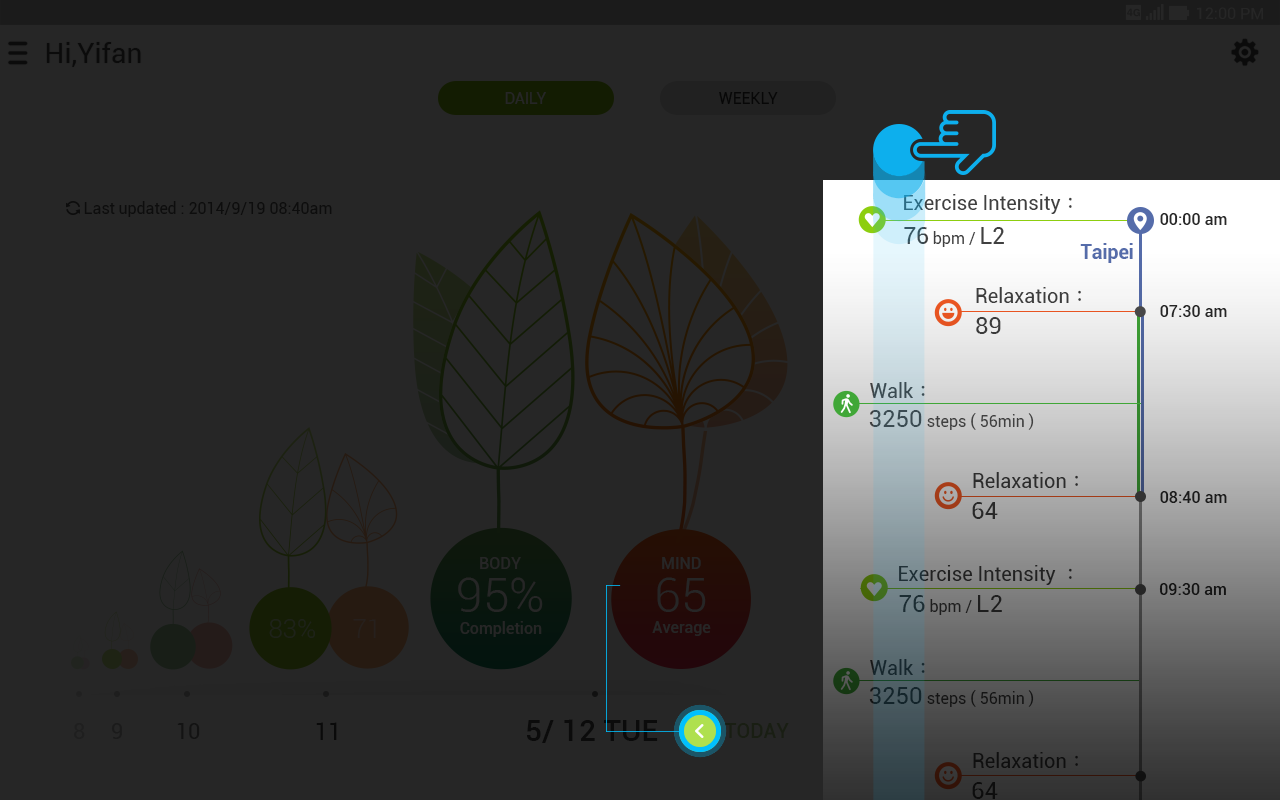 4G 12:00 PM
Hi,Yifan
DAILY WEEKLY
Last updated : 2014/9/19 08:40am
Exercise Intensity :
76 bpm / L2
00:00 am
Taipei
Relaxation :
89
07:30 am
Walk :
3250 steps ( 56min )
Relaxation :
64
08:40 am
Exercise Intensity :
76 bpm / L2
09:30 am
Walk :
3250 steps ( 56min )
Relaxation :
64
BODY
95%
Completion
MIND
65
Average
83% 71
8 9 10 11 5/ 12 TUE TODAY